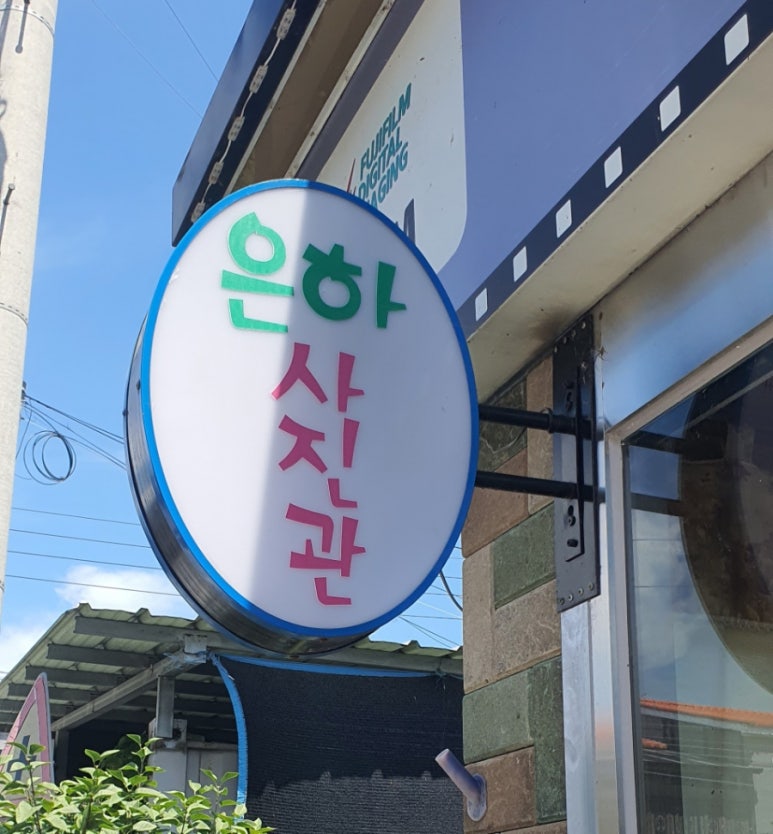 은하
사진관
FUJIFILM
DIGITAL
IMAGING